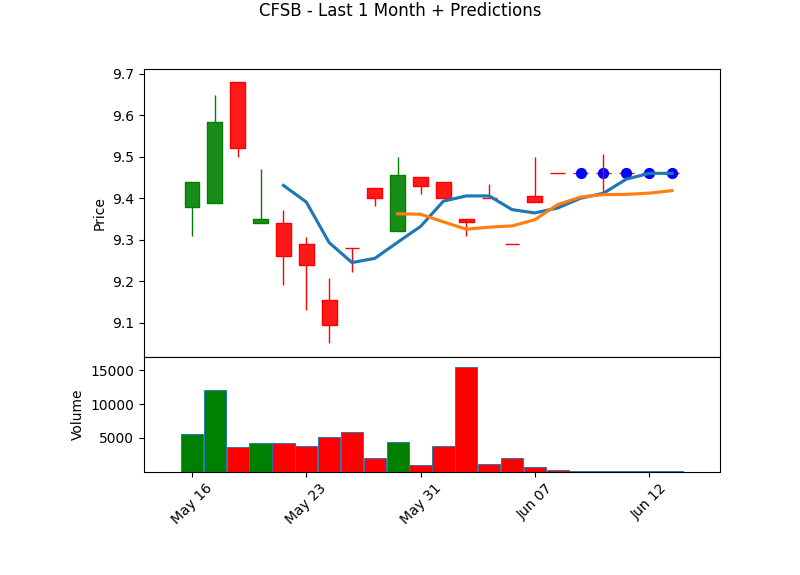 CFSB - Last 1 Month + Predictions
9.7
9.6
9.5
9.4
9.3
9.2
9.1
Price
15000
10000
5000
Volume
May 16
May 23
May 31
Jun 07
Jun 12